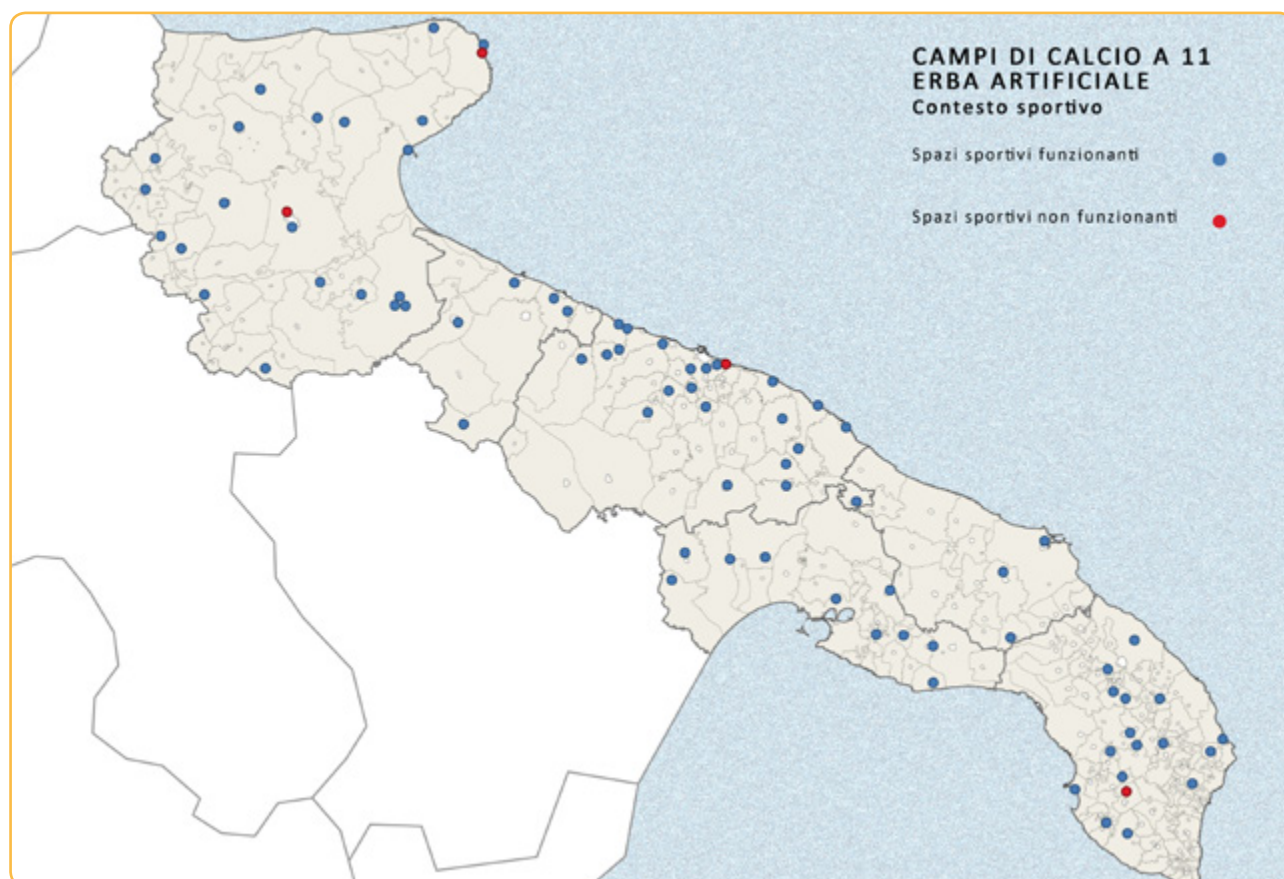 CAMPI DI CALCIO A 11
ERBA ARTIFICIALE
Contesto sportivo
Spazi sportivi funzionanti
Spazi sportivi non funzionanti